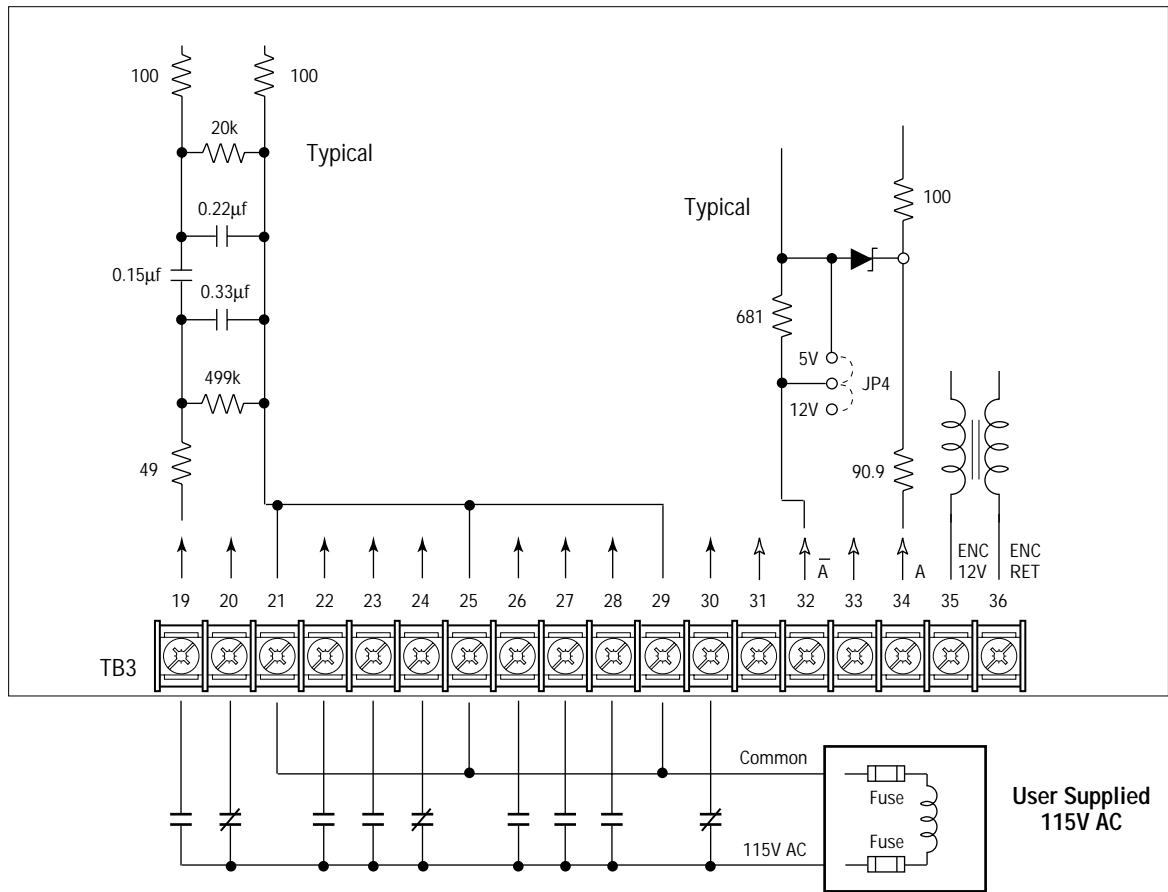 100
100
20k
Typical
0.22µf
0.15µf
0.33µf
499k
49
Typical
100
681
5V
JP4
12V
90.9
A̅
A
ENC
12V
ENC
RET
19 20 21 22 23 24 25 26 27 28 29 30 31 32 33 34 35 36
TB3
Common
Fuse
User Supplied
115V AC
Fuse
115V AC